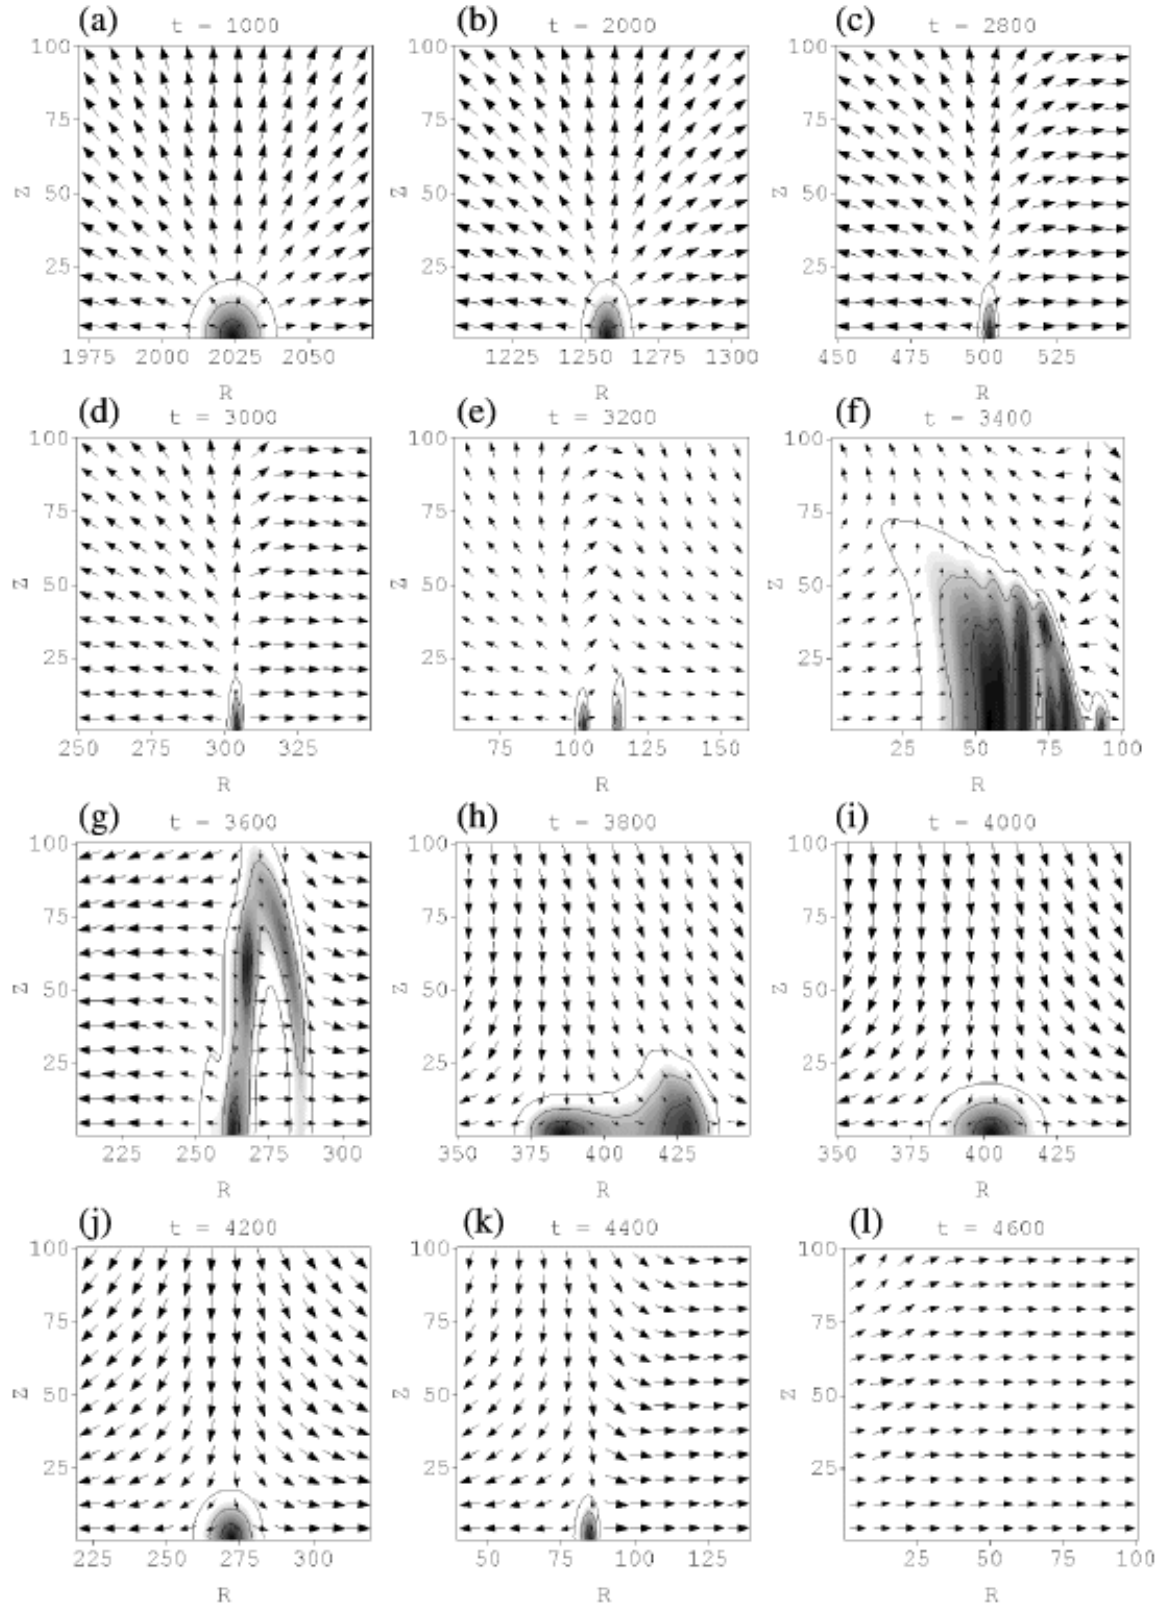 (a) t - 1000
(b) t - 2000
(c) t - 2800
100 75 50 25
Z
1975 2000 2025 2050
R
100 75 50 25
Z
1225 1250 1275 1300
R
100 75 50 25
Z
450 475 500 525
R
(d) t = 3000
(e) t = 3200
(f) t - 3400
100 75 50 25
Z
250 275 300 325
R
100 75 50 25
Z
75 100 125 150
R
100 75 50 25
Z
25 50 75 100
R
(g) t - 3600
(h) t - 3800
(i) t - 4000
100 75 50 25
Z
225 250 275 300
R
100 75 50 25
Z
350 375 400 425
R
100 75 50 25
Z
350 375 400 425
R
(j) t = 4200
(k) t = 4400
(l) t = 4600
100 75 50 25
Z
225 250 275 300
R
100 75 50 25
Z
50 75 100 125
R
100 75 50 25
Z
25 50 75 100
R